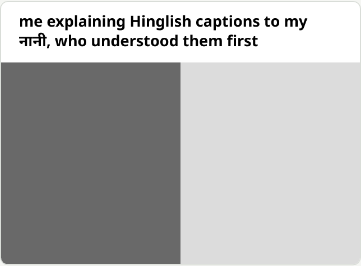 me explaining Hinglish captions to my
नानी, who understood them first